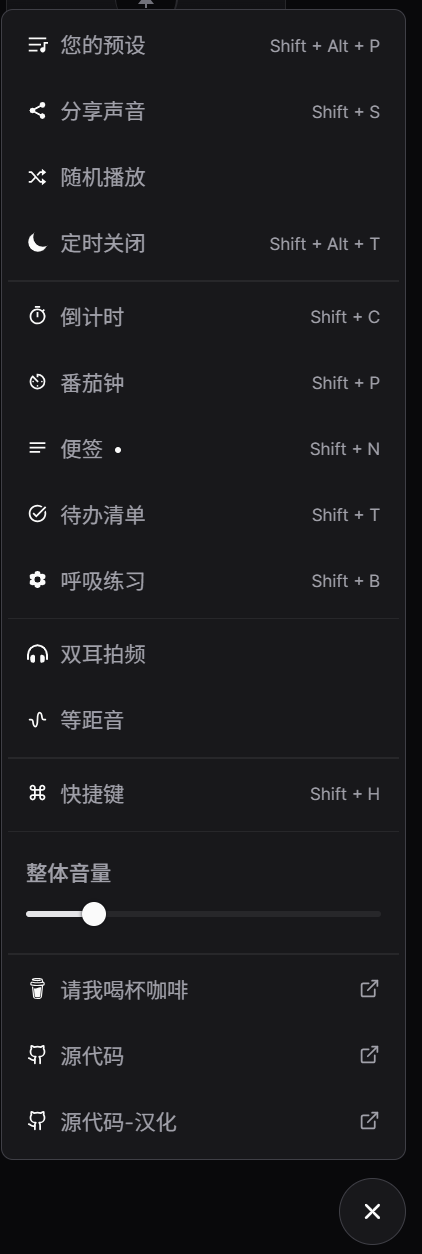 您的预设 Shift + Alt + P
分享声音 Shift + S
随机播放
定时关闭 Shift + Alt + T
倒计时 Shift + C
番茄钟 Shift + P
便签 Shift + N
待办清单 Shift + T
呼吸练习 Shift + B
双耳拍频
等距音
快捷键 Shift + H
整体音量
请我喝杯咖啡
源代码
源代码-汉化